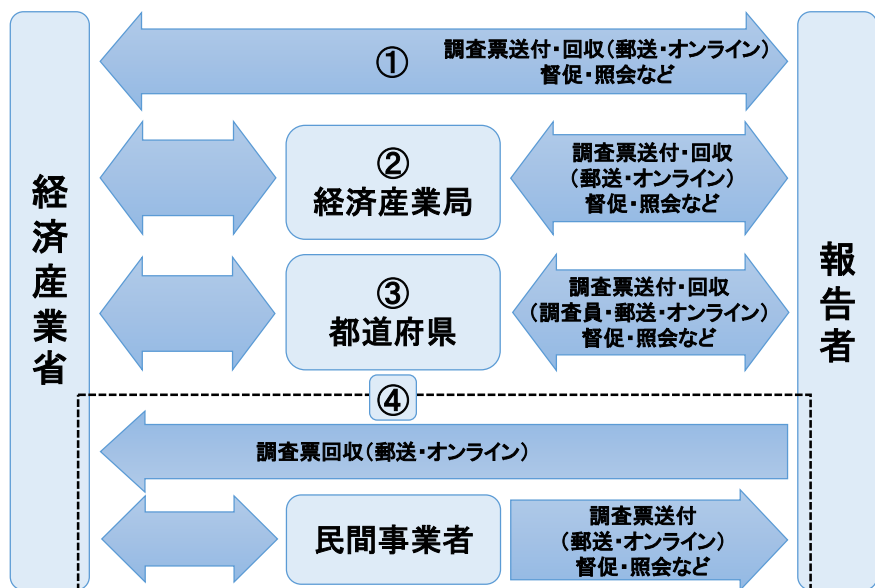 経済産業省
①
調査票送付・回収(郵送・オンライン)
督促・照会など
②
経済産業局
調査票送付・回収
(郵送・オンライン)
督促・照会など
③
都道府県
調査票送付・回収
(調査員・郵送・オンライン)
督促・照会など
④
調査票回収(郵送・オンライン)
民間事業者
調査票送付
(郵送・オンライン)
督促・照会など
報告者